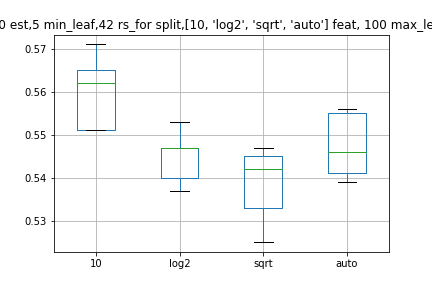 0 est,5 min_leaf,42 rs_for split,[10, 'log2', 'sqrt', 'auto'] feat, 100 max_le
0.57
0.56
0.55
0.54
0.53
10 log2 sqrt auto